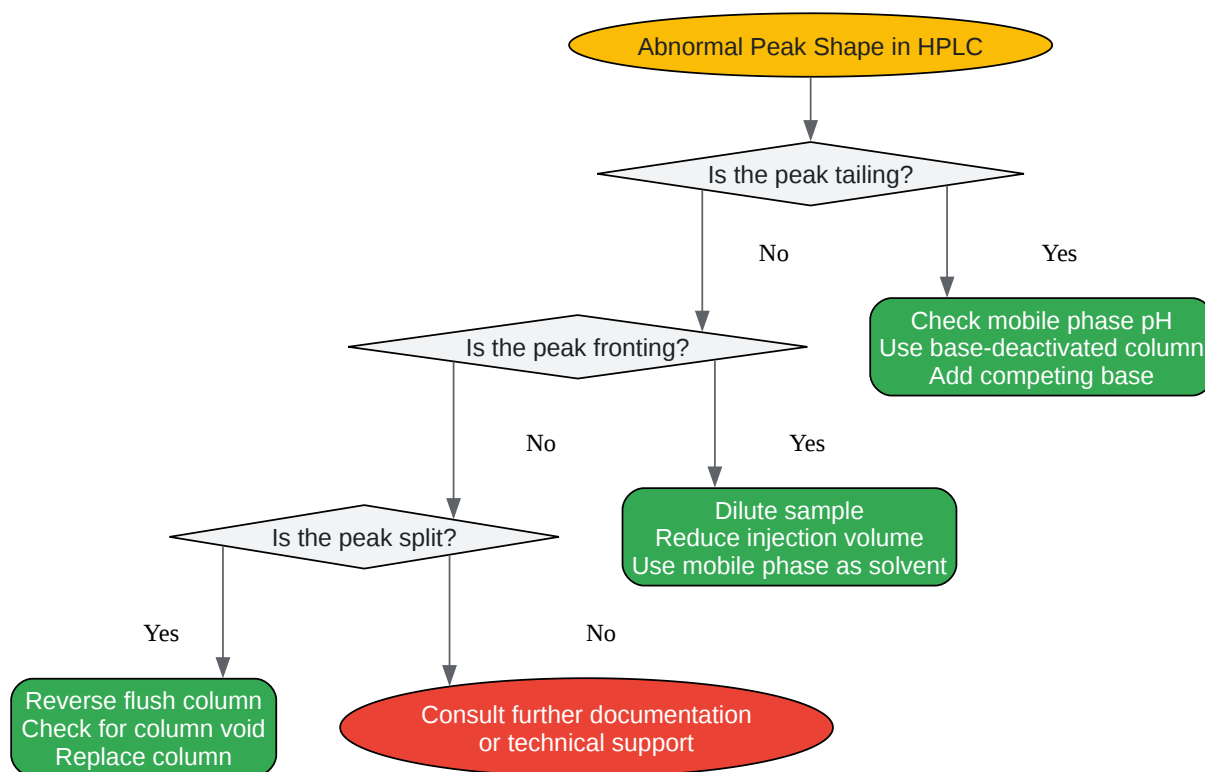 Abnormal Peak Shape in HPLC
Is the peak tailing?
No
Yes
Check mobile phase pH
Use base-deactivated column
Add competing base
Is the peak fronting?
No
Yes
Dilute sample
Reduce injection volume
Use mobile phase as solvent
Is the peak split?
Yes
No
Reverse flush column
Check for column void
Replace column
Consult further documentation
or technical support